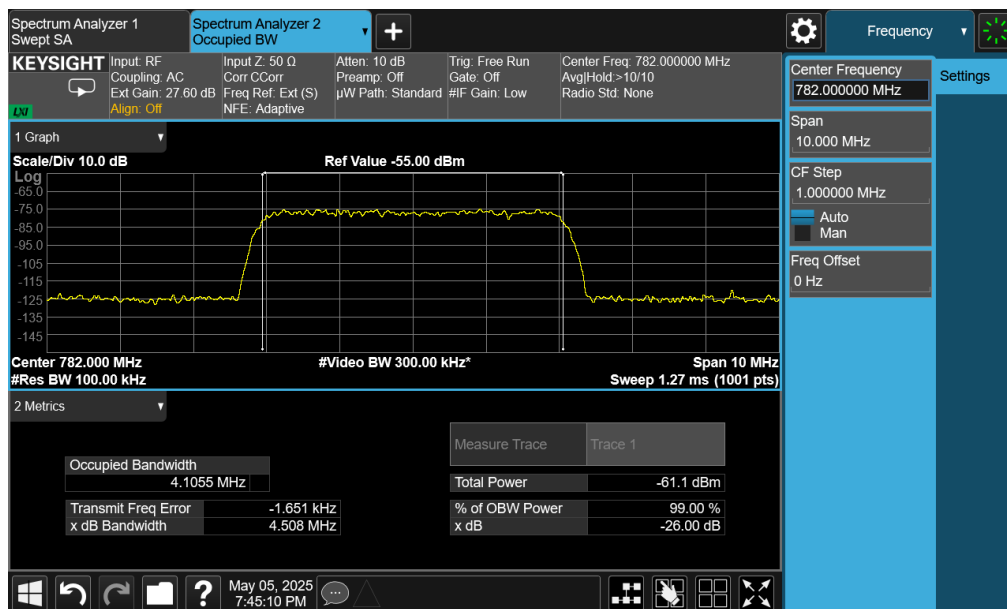 Spectrum Analyzer 1
Swept SA
Spectrum Analyzer 2
Occupied BW
+
Frequency
KEYSIGHT
LXI
Input: RF
Coupling: AC
Ext Gain: 27.60 dB
Align: Off
Input Z: 50 Ω
Corr CCorr
Freq Ref: Ext (S)
NFE: Adaptive
Atten: 10 dB
Preamp: Off
µW Path: Standard
Trig: Free Run
Gate: Off
#IF Gain: Low
Center Freq: 782.000000 MHz
Avg|Hold:>10/10
Radio Std: None
Center Frequency
782.000000 MHz
Settings
Span
10.000 MHz
CF Step
1.000000 MHz
Auto
Man
Freq Offset
0 Hz
1 Graph
Scale/Div 10.0 dB
Ref Value -55.00 dBm
Log
-65.0
-75.0
-85.0
-95.0
-105
-115
-125
-135
-145
Center 782.000 MHz
#Video BW 300.00 kHz*
Span 10 MHz
#Res BW 100.00 kHz
Sweep 1.27 ms (1001 pts)
2 Metrics
Measure Trace
Trace 1
Occupied Bandwidth
4.1055 MHz
Total Power
-61.1 dBm
Transmit Freq Error
-1.651 kHz
% of OBW Power
99.00 %
x dB Bandwidth
4.508 MHz
x dB
-26.00 dB
?
May 05, 2025
7:45:10 PM